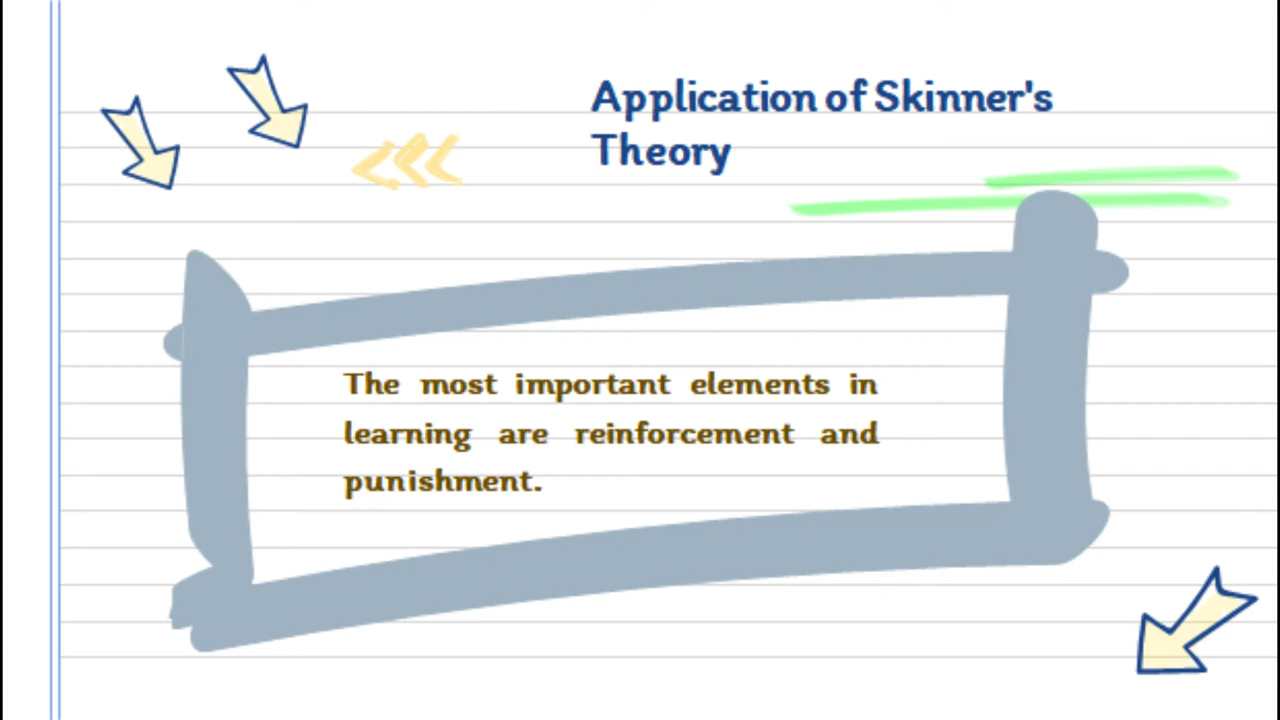 Application of Skinner's
Theory
The most important elements in
learning are reinforcement and
punishment.